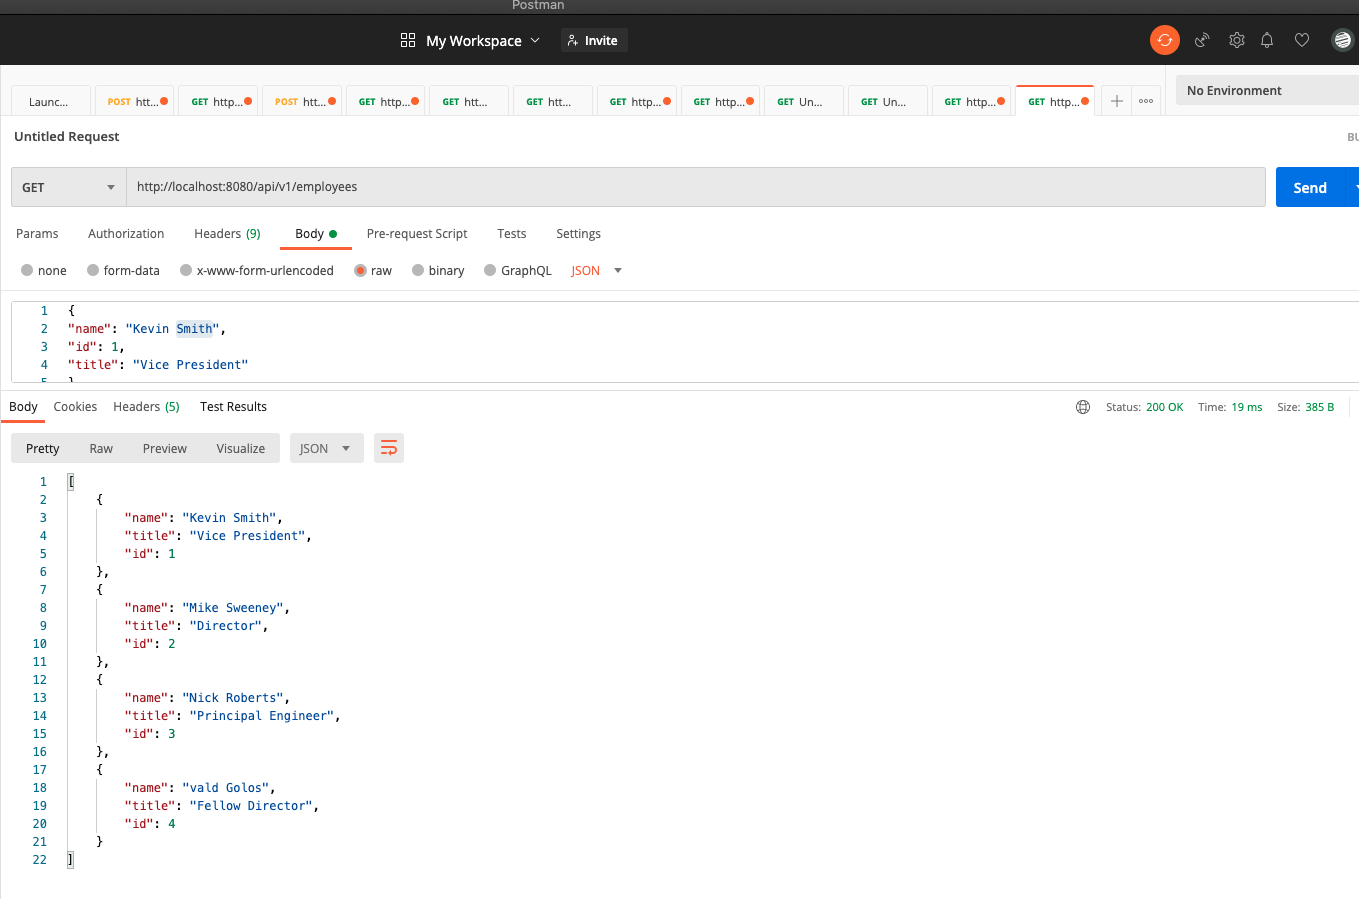 Postman
My Workspace Invite
Launc... POST htt... GET http... POST htt... GET http... GET htt... GET htt... GET http... GET http... GET Un... GET Un... GET http... GET http... No Environment
Untitled Request BU
GET http://localhost:8080/api/v1/employees Send
Params Authorization Headers (9) Body Pre-request Script Tests Settings
none form-data x-www-form-urlencoded raw binary GraphQL JSON
1 {
2 "name": "Kevin Smith",
3 "id": 1,
4 "title": "Vice President"
5 }
Body Cookies Headers (5) Test Results Status: 200 OK Time: 19 ms Size: 385 B
Pretty Raw Preview Visualize JSON
1 [
2 {
3 "name": "Kevin Smith",
4 "title": "Vice President",
5 "id": 1
6 },
7 {
8 "name": "Mike Sweeney",
9 "title": "Director",
10 "id": 2
11 },
12 {
13 "name": "Nick Roberts",
14 "title": "Principal Engineer",
15 "id": 3
16 },
17 {
18 "name": "vald Golos",
19 "title": "Fellow Director",
20 "id": 4
21 }
22 ]